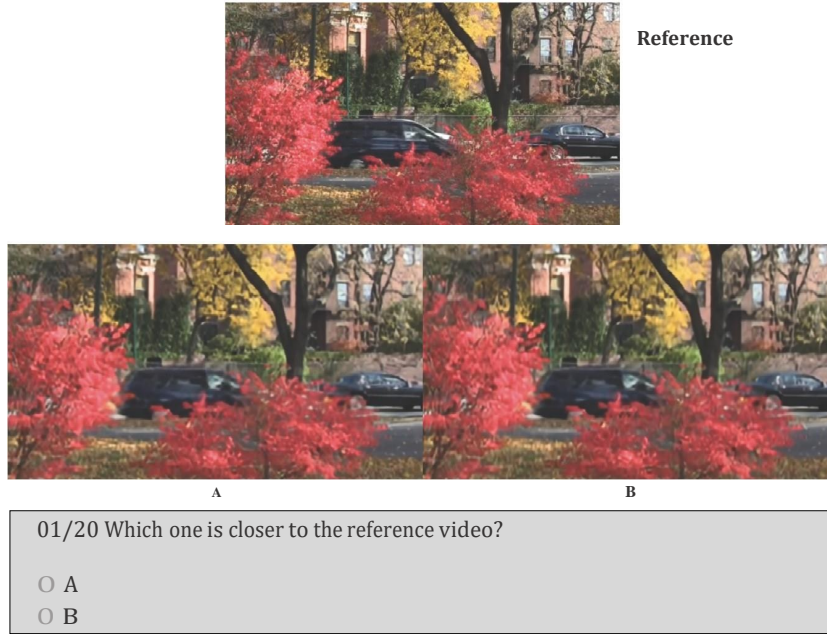 Reference
A
B
01/20 Which one is closer to the reference video?
O A
O B